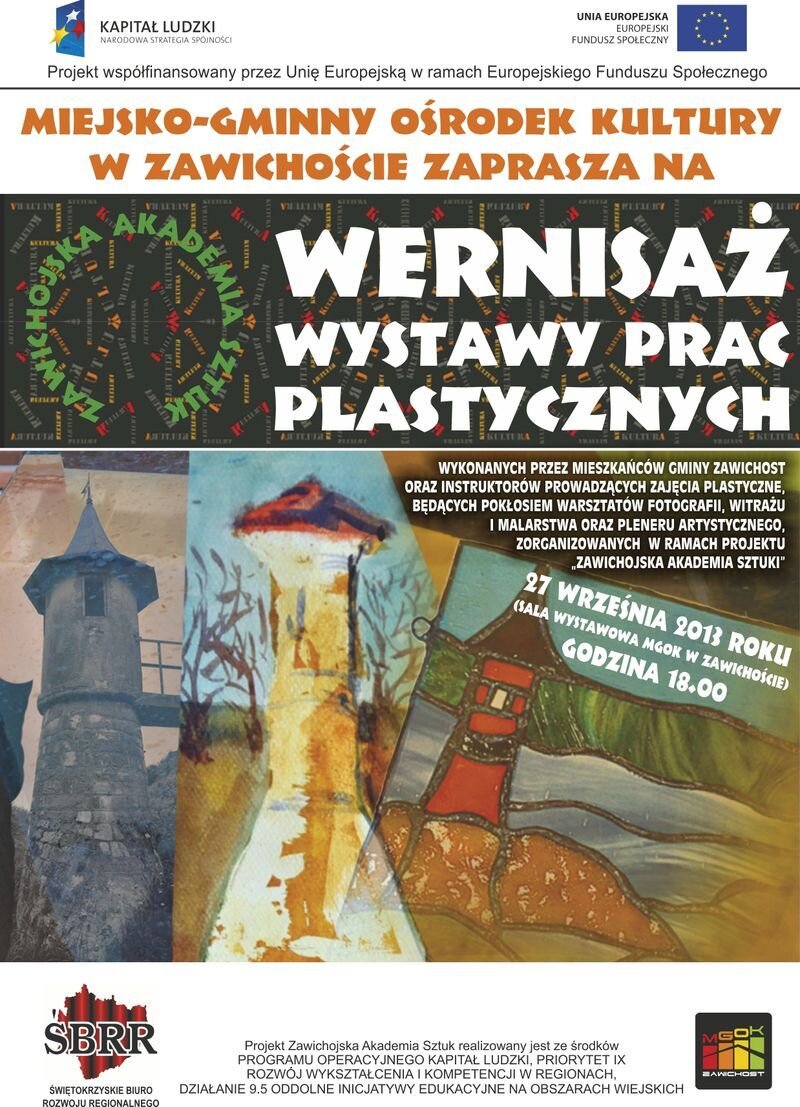 KAPITAŁ LUDZKI
NARODOWA STRATEGIA SPÓJNOŚCI
UNIA EUROPEJSKA
EUROPEJSKI
FUNDUSZ SPOŁECZNY
Projekt współfinansowany przez Unię Europejską w ramach Europejskiego Funduszu Społecznego
MIEJSKO-GMINNY OŚRODEK KULTURY
W ZAWICHOŚCIE ZAPRASZA NA
ZAWICHOJSKA AKADEMIA SZTUK
WERNISAŻ
WYSTAWY PRAC
PLASTYCZNYCH
WYKONANYCH PRZEZ MIESZKAŃCÓW GMINY ZAWICHOST
ORAZ INSTRUKTORÓW PROWADZĄCYCH ZAJĘCIA PLASTYCZNE,
BĘDĄCYCH POKŁOSIEM WARSZTATÓW FOTOGRAFII, WITRAŻU
I MALARSTWA ORAZ PLENERU ARTYSTYCZNEGO,
ZORGANIZOWANYCH W RAMACH PROJEKTU
„ZAWICHOJSKA AKADEMIA SZTUKI"
27 WRZEŚNIA 2013 ROKU
(SALA WYSTAWOWA MGOK W ZAWICHOŚCIE)
GODZINA 18.00
ŚBRR
ŚWIĘTOKRZYSKIE BIURO
ROZWOJU REGIONALNEGO
Projekt Zawichojska Akademia Sztuk realizowany jest ze środków
PROGRAMU OPERACYJNEGO KAPITAŁ LUDZKI, PRIORYTET IX
ROZWÓJ WYKSZTAŁCENIA I KOMPETENCJI W REGIONACH,
DZIAŁANIE 9.5 ODDOLNE INICJATYWY EDUKACYJNE NA OBSZARACH WIEJSKICH
MGOK
ZAWICHOST